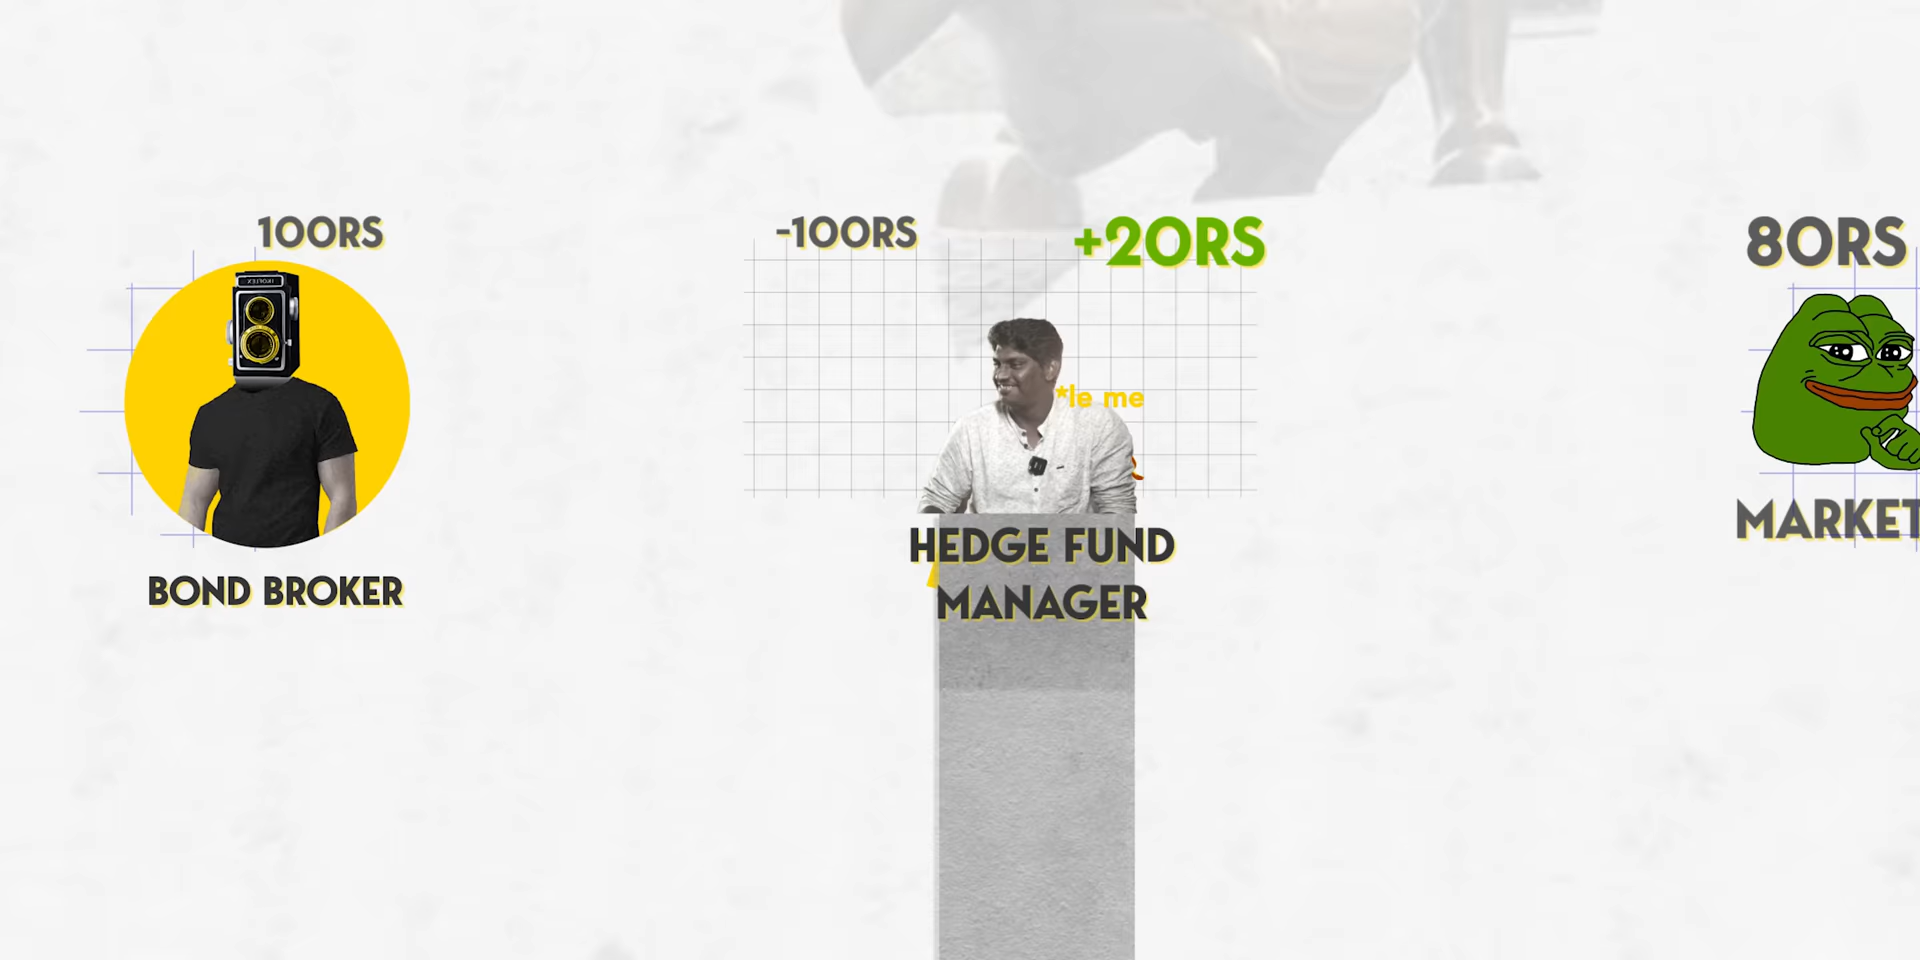 100RS
-100RS
+20RS
80RS
*le me
BOND BROKER
HEDGE FUND
MANAGER
MARKET